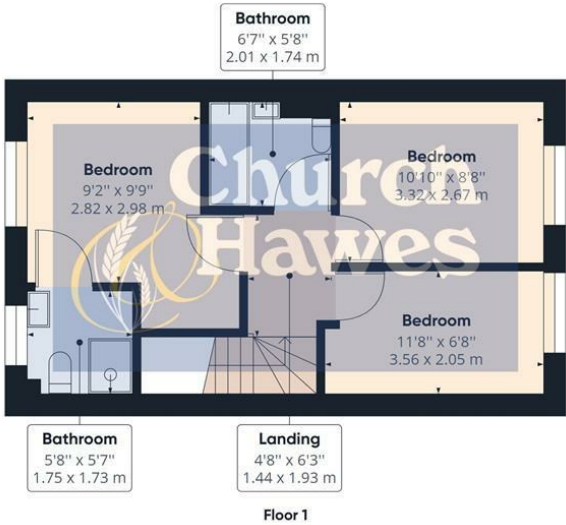 Bathroom
6'7" x 5'8"
2.01 x 1.74 m
Bedroom
9'2" x 9'9"
2.82 x 2.98 m
Bedroom
10'10" x 8'8"
3.32 x 2.67 m
Church
& Hawes
Bedroom
11'8" x 6'8"
3.56 x 2.05 m
Bathroom
5'8" x 5'7"
1.75 x 1.73 m
Landing
4'8" x 6'3"
1.44 x 1.93 m
Floor 1